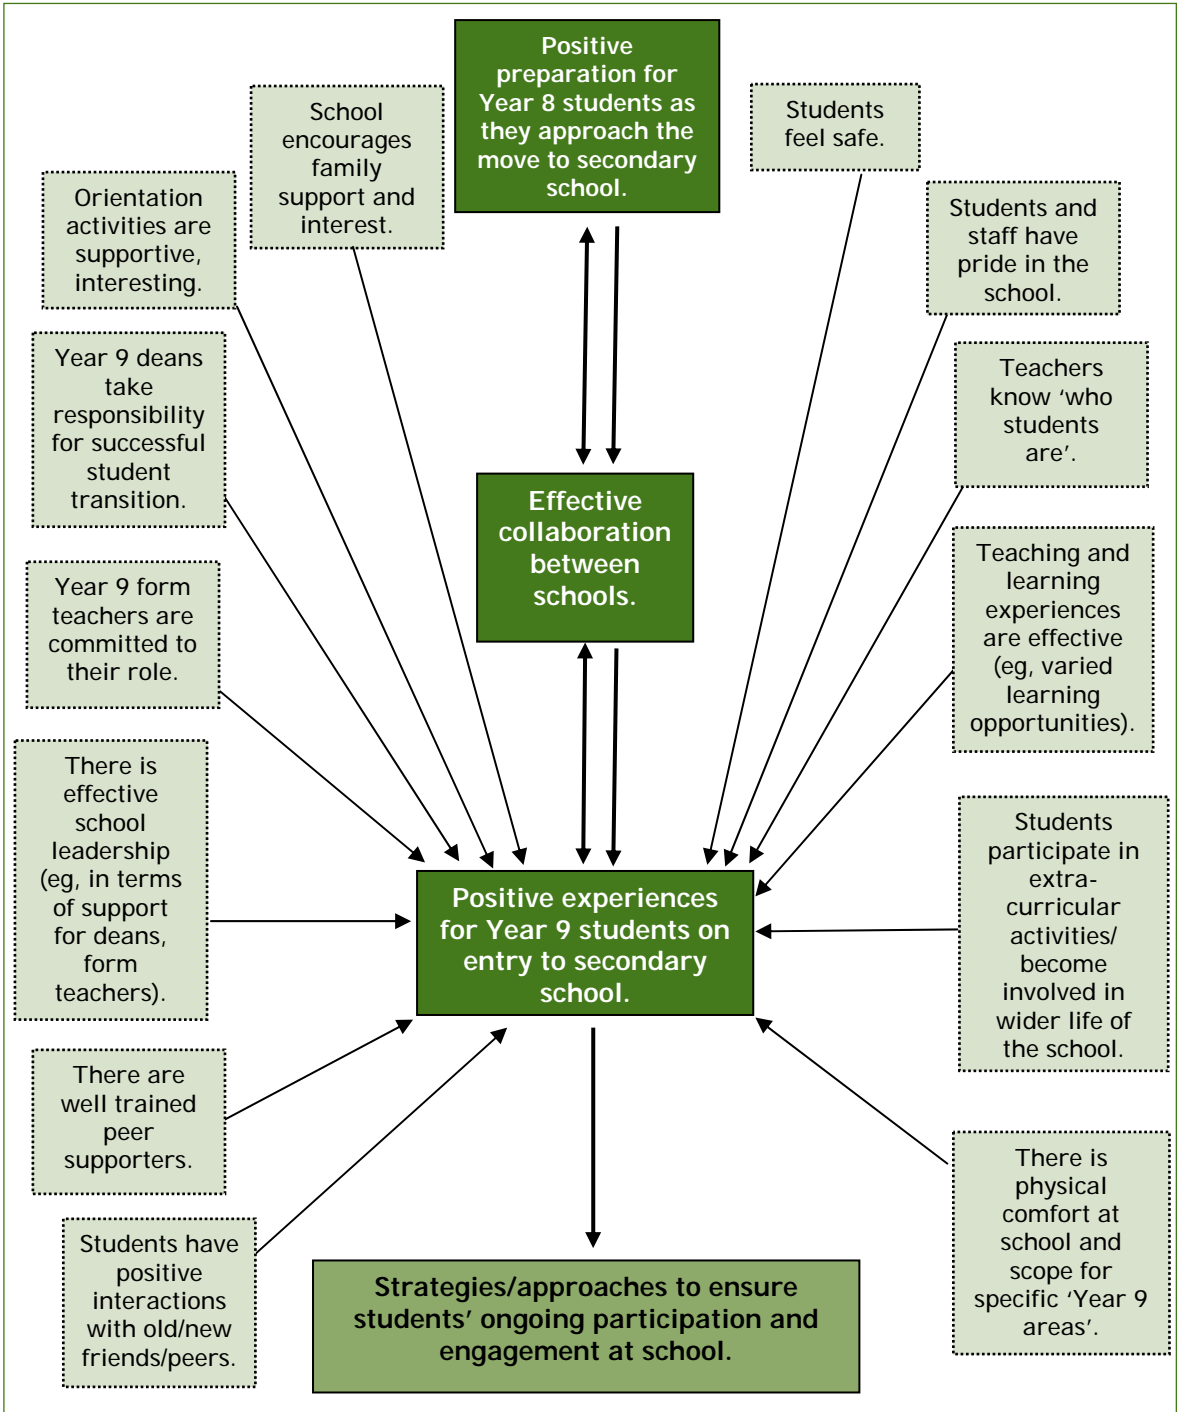 Positive
preparation for
Year 8 students as
they approach the
move to secondary
school.
School
encourages
family
support and
interest.
Students
feel safe.
Orientation
activities are
supportive,
interesting.
Students and
staff have
pride in the
school.
Year 9 deans
take
responsibility
for successful
student
transition.
Teachers
know ‘who
students
are’.
Effective
collaboration
between
schools.
Year 9 form
teachers are
committed to
their role.
Teaching and
learning
experiences
are effective
(eg, varied
learning
opportunities).
There is
effective
school
leadership
(eg, in terms
of support
for deans,
form
teachers).
Students
participate in
extra-
curricular
activities/
become
involved in
wider life of
the school.
Positive experiences
for Year 9 students on
entry to secondary
school.
There are
well trained
peer
supporters.
There is
physical
comfort at
school and
scope for
specific ‘Year 9
areas’.
Students have
positive
interactions
with old/new
friends/peers.
Strategies/approaches to ensure
students’ ongoing participation and
engagement at school.